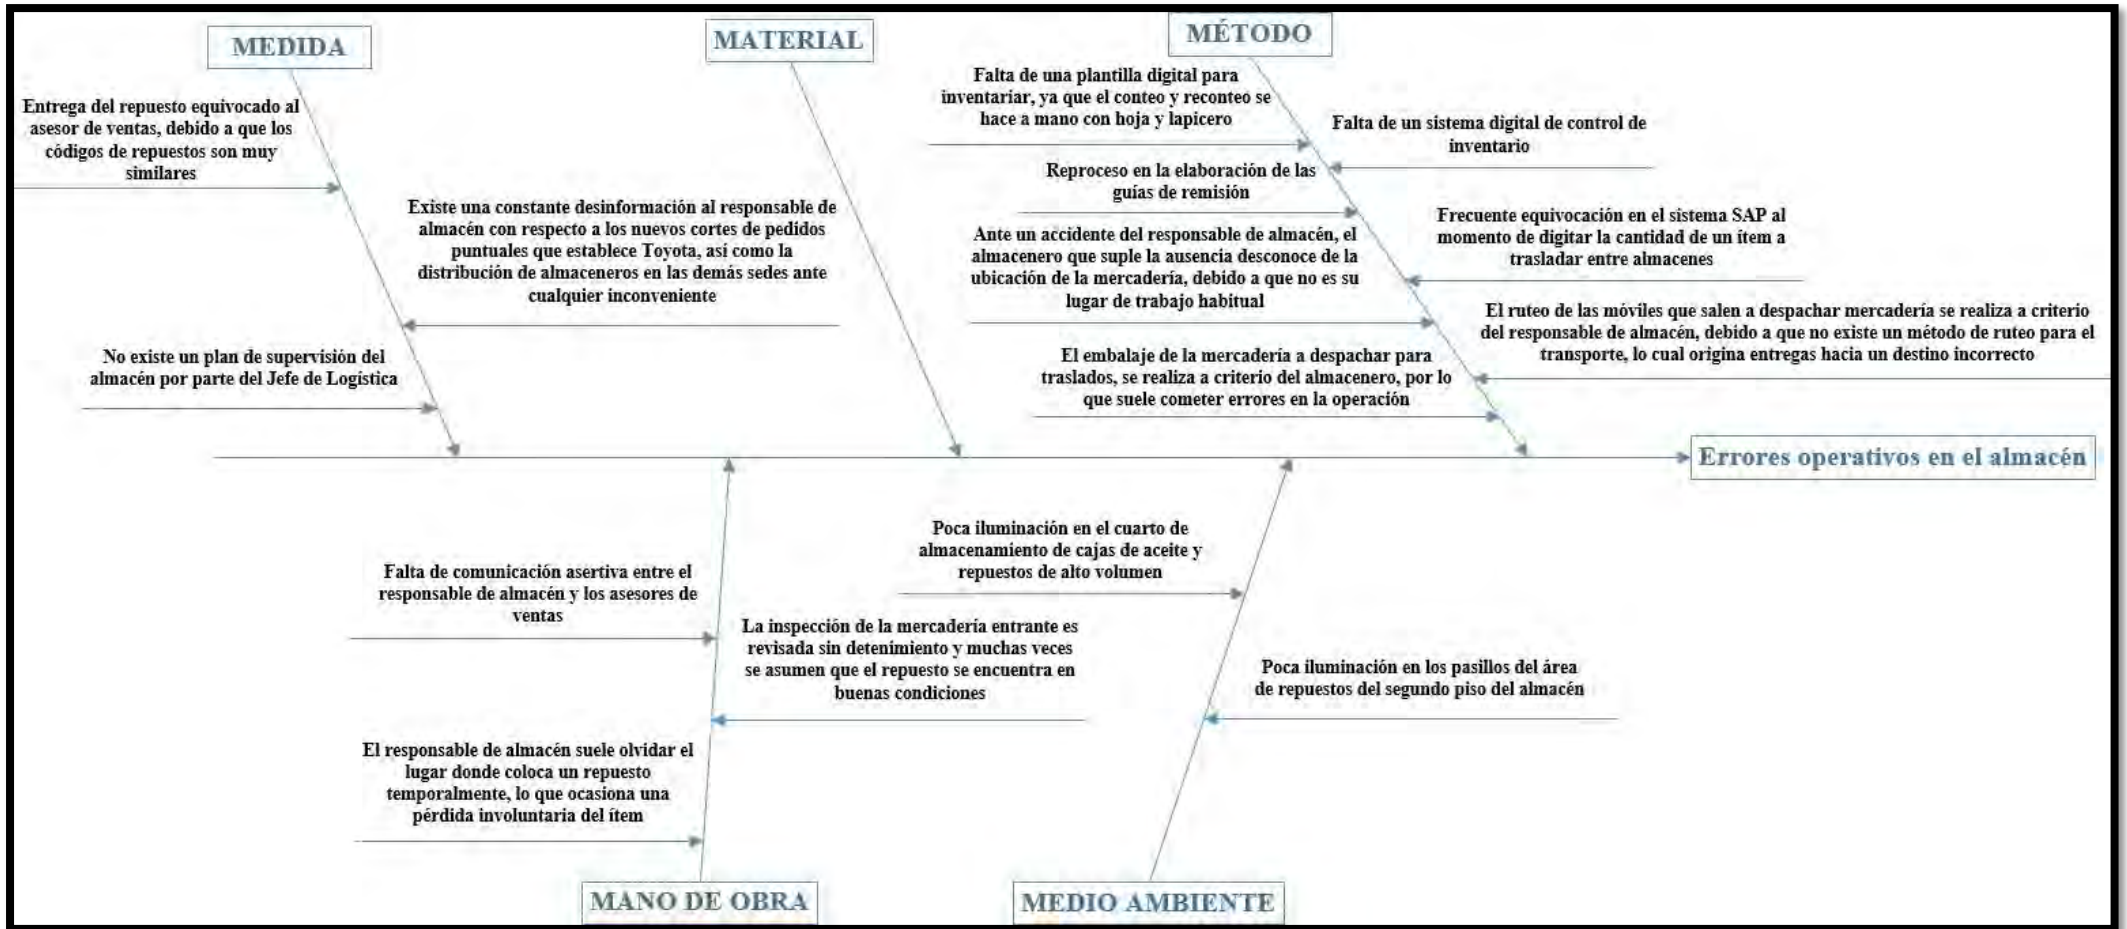 MEDIDA
Entrega del repuesto equivocado al
asesor de ventas, debido a que los
códigos de repuestos son muy
similares
Existe una constante desinformación al responsable de
almacén con respecto a los nuevos cortes de pedidos
puntuales que establece Toyota, así como la
distribución de almaceneros en las demás sedes ante
cualquier inconveniente
No existe un plan de supervisión del
almacén por parte del Jefe de Logística
MATERIAL
MÉTODO
Falta de una plantilla digital para
inventariar, ya que el conteo y reconteo se
hace a mano con hoja y lapicero
Falta de un sistema digital de control de
inventario
Reproceso en la elaboración de las
guías de remisión
Frecuente equivocación en el sistema SAP al
momento de digitar la cantidad de un ítem a
trasladar entre almacenes
Ante un accidente del responsable de almacén, el
almacenero que suple la ausencia desconoce de la
ubicación de la mercadería, debido a que no es su
lugar de trabajo habitual
El ruteo de las móviles que salen a despachar mercadería se realiza a criterio
del responsable de almacén, debido a que no existe un método de ruteo para el
transporte, lo cual origina entregas hacia un destino incorrecto
El embalaje de la mercadería a despachar para
traslados, se realiza a criterio del almacenero, por lo
que suele cometer errores en la operación
Errores operativos en el almacén
Falta de comunicación asertiva entre el
responsable de almacén y los asesores de
ventas
La inspección de la mercadería entrante es
revisada sin detenimiento y muchas veces
se asumen que el repuesto se encuentra en
buenas condiciones
El responsable de almacén suele olvidar el
lugar donde coloca un repuesto
temporalmente, lo que ocasiona una
pérdida involuntaria del ítem
MANO DE OBRA
Poca iluminación en el cuarto de
almacenamiento de cajas de aceite y
repuestos de alto volumen
Poca iluminación en los pasillos del área
de repuestos del segundo piso del almacén
MEDIO AMBIENTE